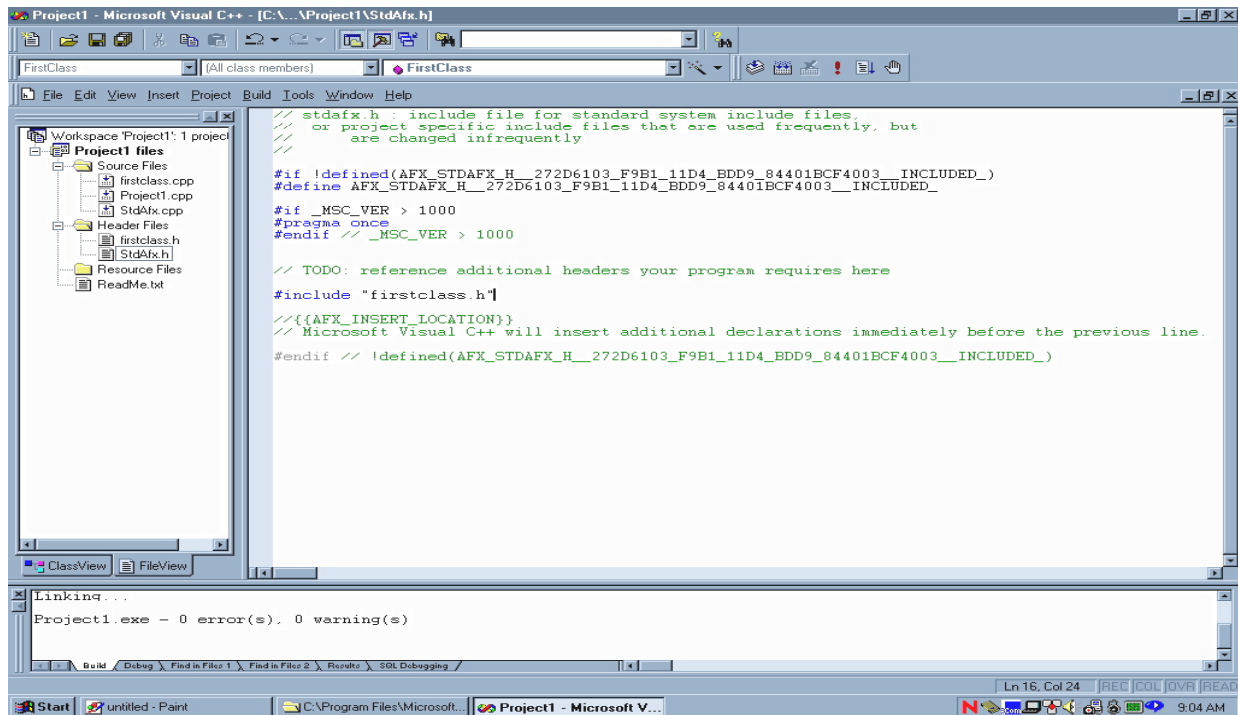 Project1 - Microsoft Visual C++ - [C:\...\Project1\StdAfx.h]
FirstClass
(All class members)
FirstClass
File Edit View Insert Project Build Tools Window Help
Workspace 'Project1': 1 project
Project1 files
Source Files
firstclass.cpp
Project1.cpp
StdAfx.cpp
Header Files
firstclass.h
StdAfx.h
Resource Files
ReadMe.txt
ClassView FileView
// stdafx.h : include file for standard system include files,
// or project specific include files that are used frequently, but
// are changed infrequently
//
#if !defined(AFX_STDAFX_H__272D6103_F9B1_11D4_BDD9_84401BCF4003__INCLUDED_)
#define AFX_STDAFX_H__272D6103_F9B1_11D4_BDD9_84401BCF4003__INCLUDED_
#if _MSC_VER > 1000
#pragma once
#endif // _MSC_VER > 1000
// TODO: reference additional headers your program requires here
#include "firstclass.h"
//{{AFX_INSERT_LOCATION}}
// Microsoft Visual C++ will insert additional declarations immediately before the previous line.
#endif // !defined(AFX_STDAFX_H__272D6103_F9B1_11D4_BDD9_84401BCF4003__INCLUDED_)
Linking...
Project1.exe - 0 error(s), 0 warning(s)
Build Debug Find in Files 1 Find in Files 2 Results SQL Debugging
Ln 16, Col 24 REC COL OVR READ
Start untitled - Paint C:\Program Files\Microsoft... Project1 - Microsoft V... N Com 9:04 AM